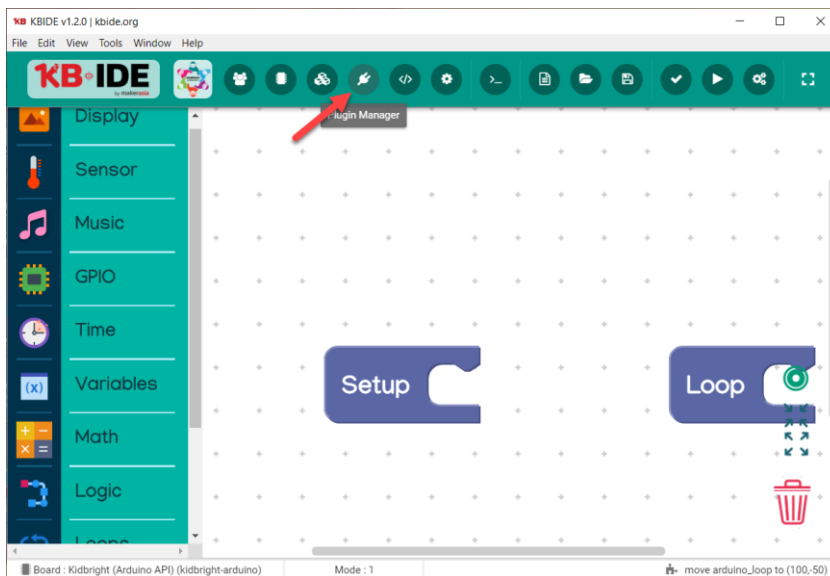 KB KBIDE v1.2.0 | kbide.org
File Edit View Tools Window Help
KB IDE
by makerasia
Plugin Manager
Display
Sensor
Music
GPIO
Time
Variables
Math
Logic
Loops
Setup
Loop
Board : Kidbright (Arduino API) (kidbright-arduino) Mode : 1 move arduino_loop to (100,-50)